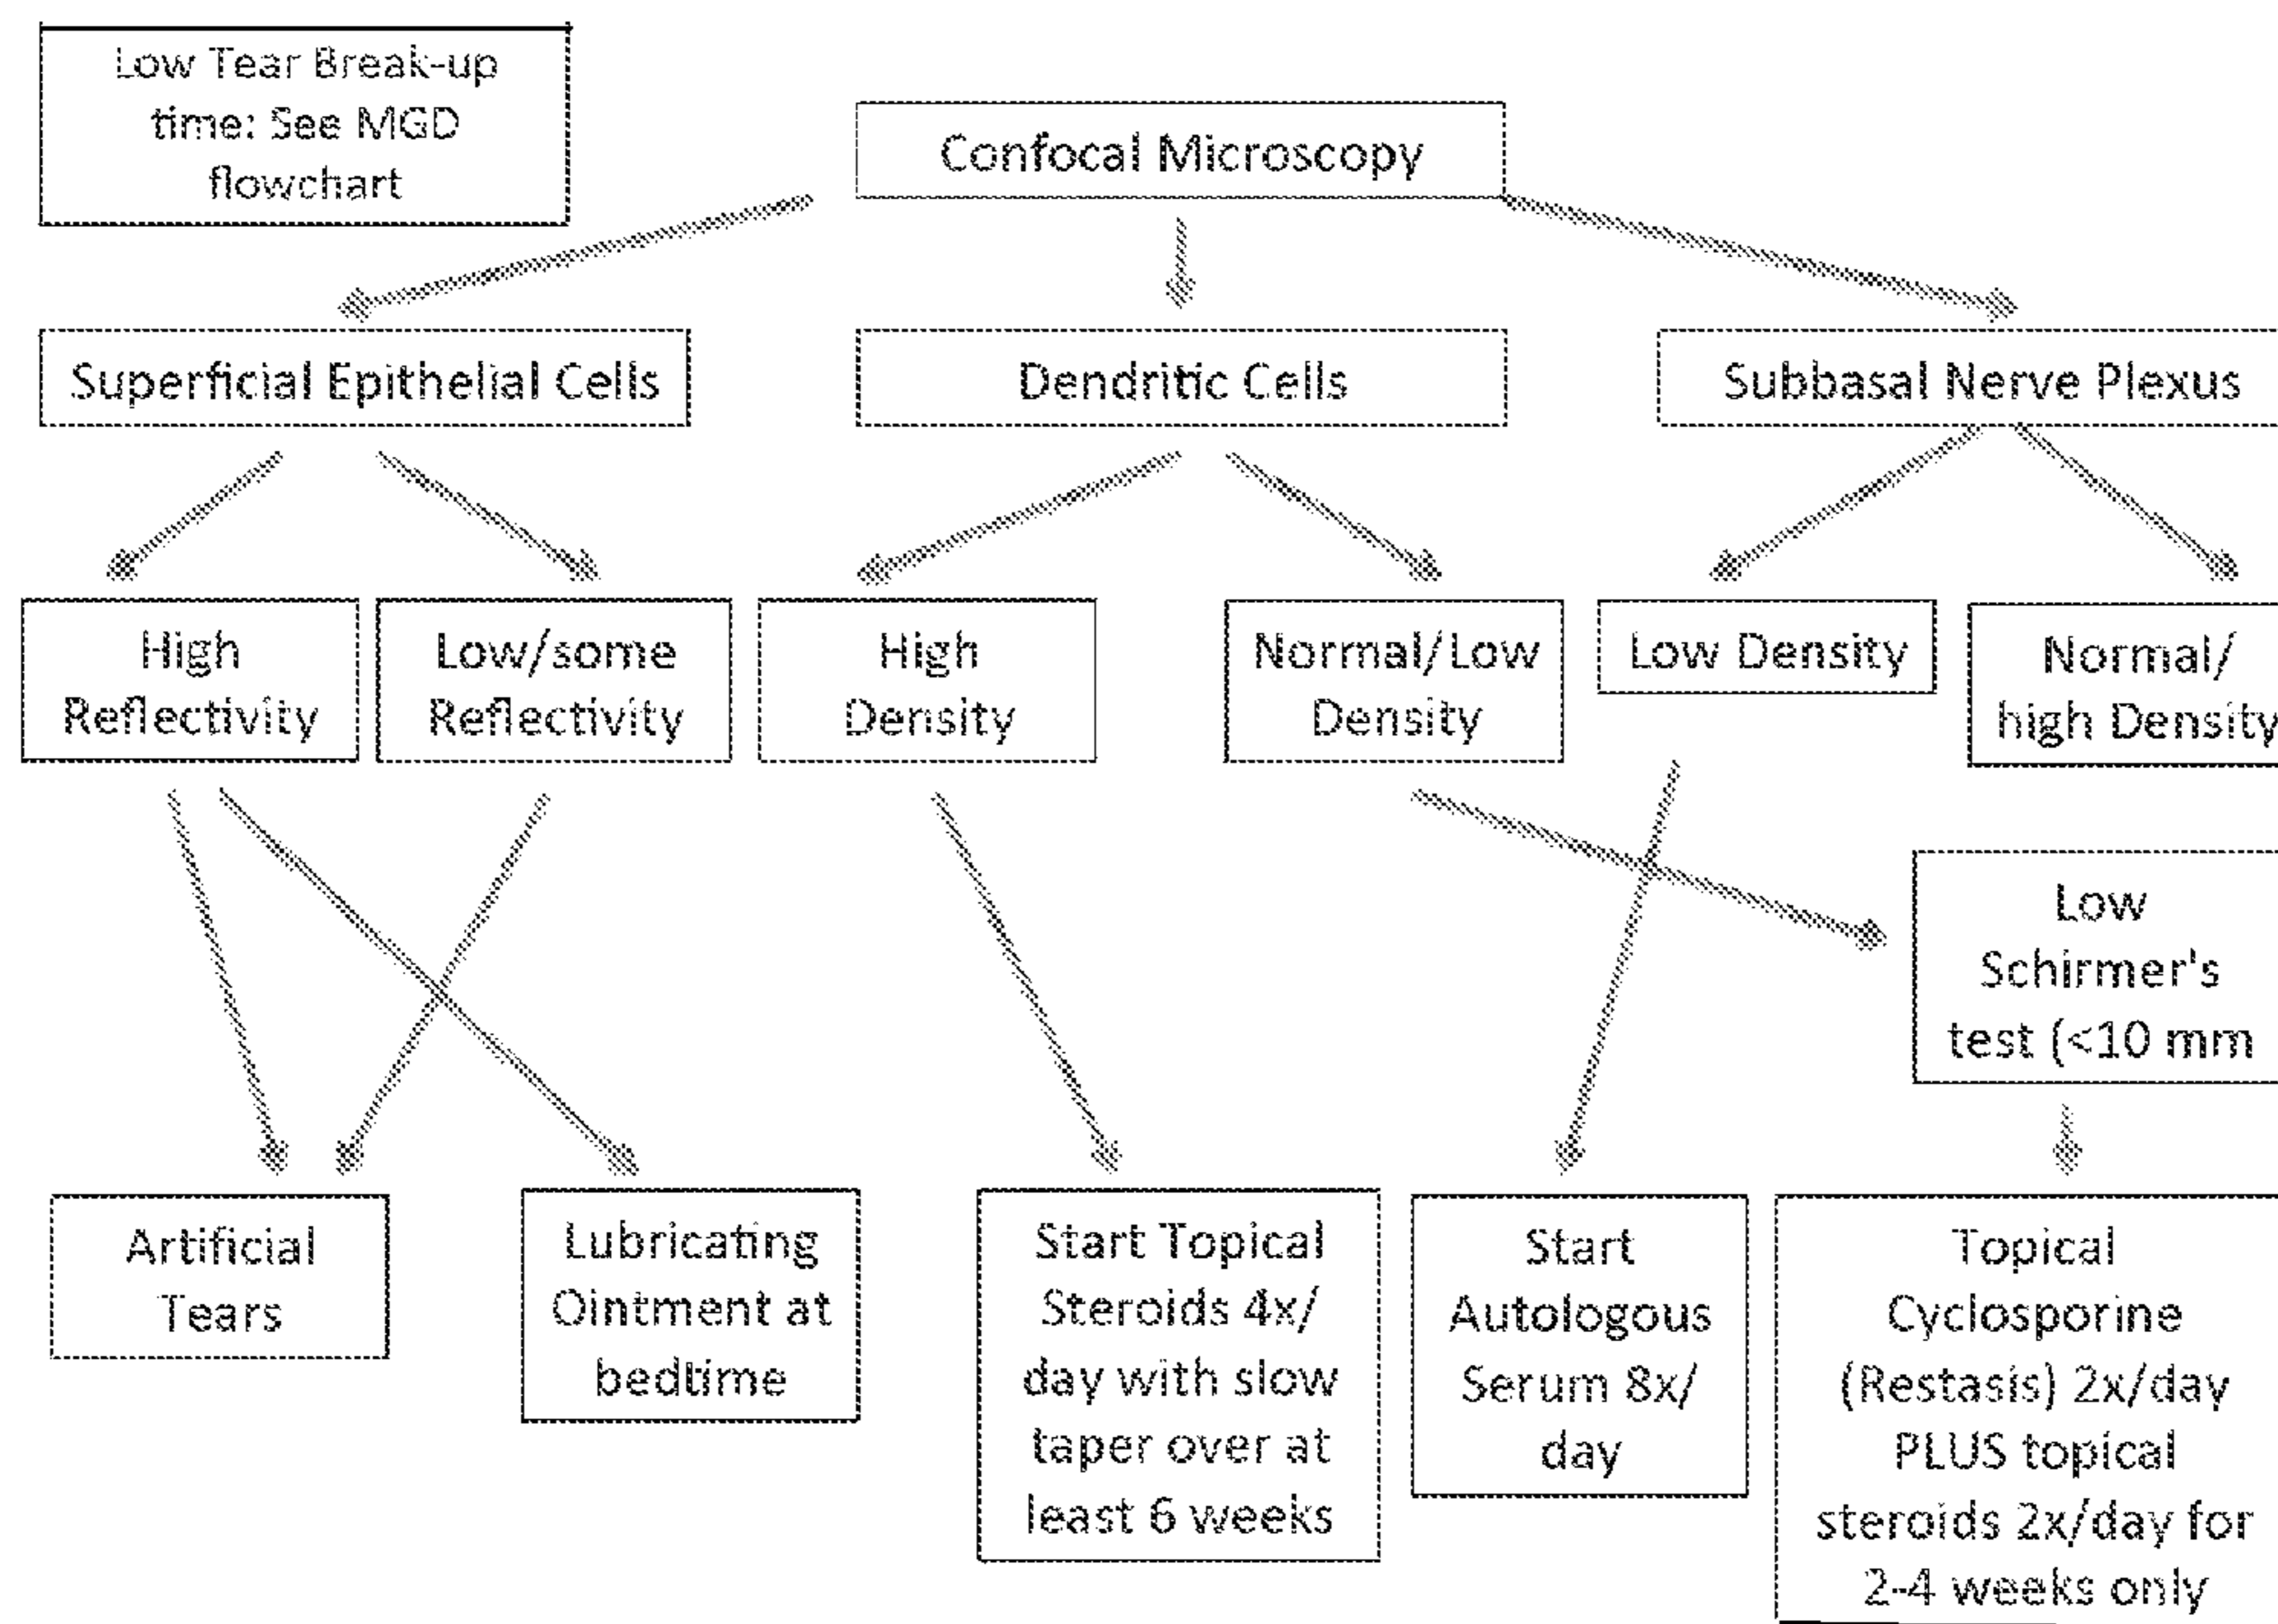 Low Tear Break-up
time: See MGD
flowchart
Confocal Microscopy
Superficial Epithelial Cells
Dendritic Cells
Subbasal Nerve Plexus
High
Reflectivity
Low/some
Reflectivity
High
Density
Normal/Low
Density
Low Density
Normal/
high Density
Low
Schirmer's
test (<10 mm
Artificial
Tears
Lubricating
Ointment at
bedtime
Start Topical
Steroids 4x/
day with slow
taper over at
least 6 weeks
Start
Autologous
Serum 8x/
day
Topical
Cyclosporine
(Restasis) 2x/day
PLUS topical
steroids 2x/day for
2-4 weeks only